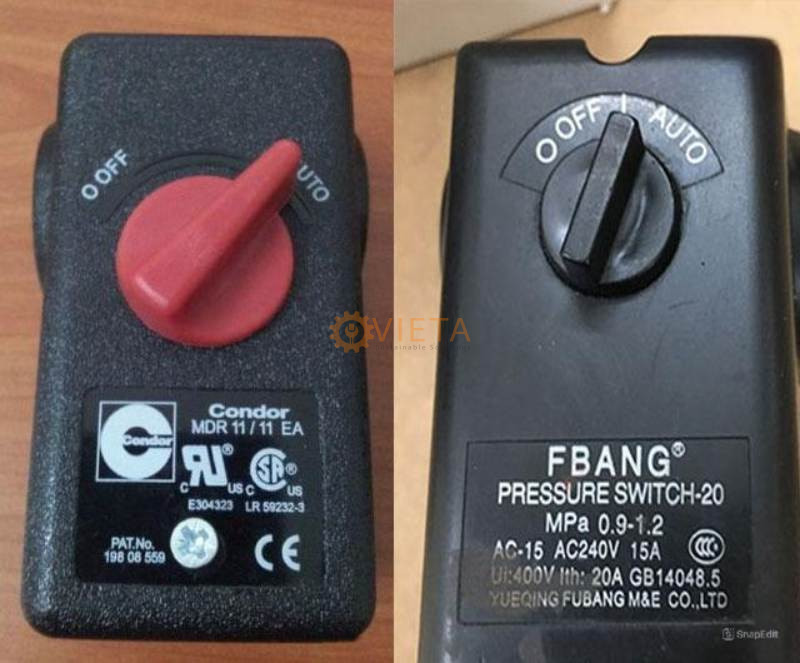 O OFF
AUTO
Condor
Condor
MDR 11 / 11 EA
C US
C US
E304323 LR 59232-3
PAT.No.
198 08 559
CE
O OFF I AUTO
VIETA
FBANG®
PRESSURE SWITCH-20
MPa 0.9-1.2
AC-15 AC240V 15A
CCC
Ui:400V Ith: 20A GB14048.5
YUEQING FUBANG M&E CO.,LTD
SnapEdit